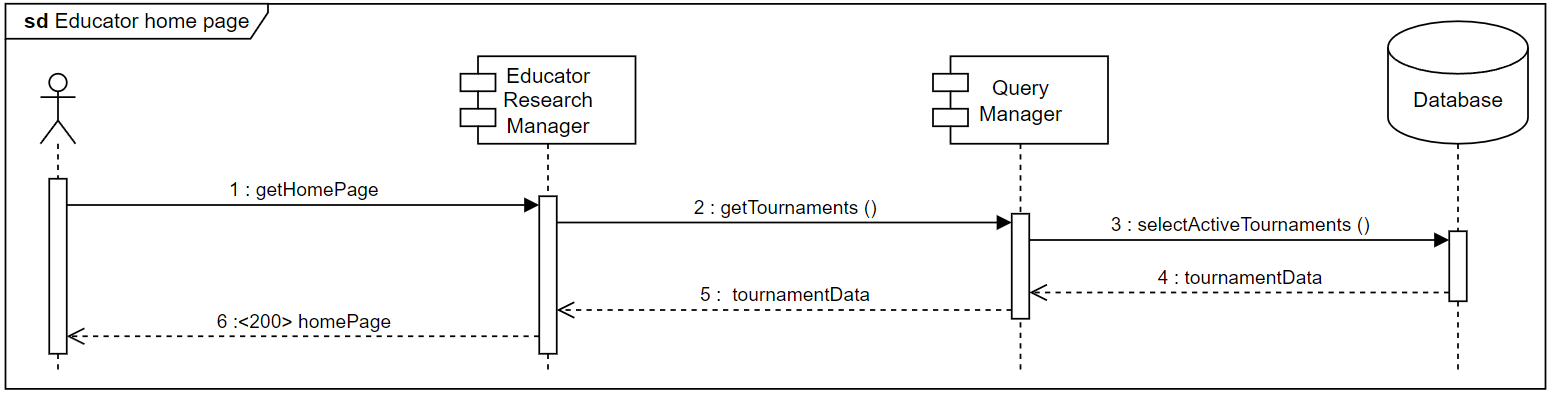 sd Educator home page
Educator
Research
Manager
Query
Manager
Database
1 : getHomePage
2 : getTournaments ()
3 : selectActiveTournaments ()
4 : tournamentData
5 :  tournamentData
6 :<200> homePage